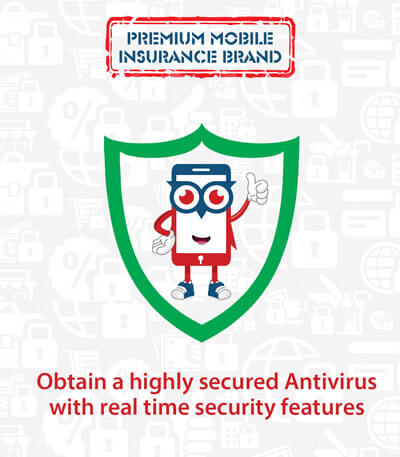 PREMIUM MOBILE
INSURANCE BRAND
Obtain a highly secured Antivirus
with real time security features